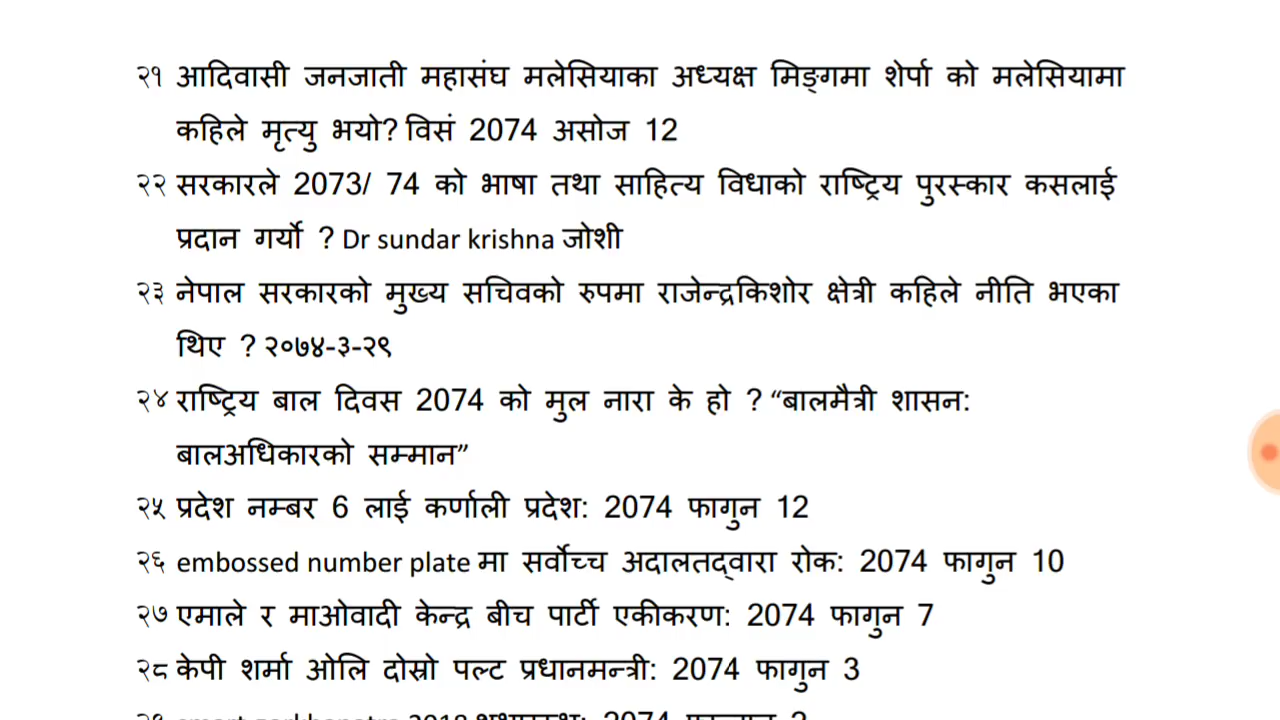 २१ आदिवासी जनजाती महासंघ मलेसियाका अध्यक्ष मिङ्गमा शेर्पा को मलेसियामा
कहिले मृत्यु भयो? विसं 2074 असोज 12
२२ सरकारले 2073/ 74 को भाषा तथा साहित्य विधाको राष्ट्रिय पुरस्कार कसलाई
प्रदान गर्यो ? Dr sundar krishna जोशी
२३ नेपाल सरकारको मुख्य सचिवको रुपमा राजेन्द्रकिशोर क्षेत्री कहिले नीति भएका
थिए ? २०७४-३-२९
२४ राष्ट्रिय बाल दिवस 2074 को मुल नारा के हो ? “बालमैत्री शासन:
बालअधिकारको सम्मान”
२५ प्रदेश नम्बर 6 लाई कर्णाली प्रदेश: 2074 फागुन 12
२६ embossed number plate मा सर्वोच्च अदालतद्वारा रोक: 2074 फागुन 10
२७ एमाले र माओवादी केन्द्र बीच पार्टी एकीकरण: 2074 फागुन 7
२८ केपी शर्मा ओलि दोस्रो पल्ट प्रधानमन्त्री: 2074 फागुन 3